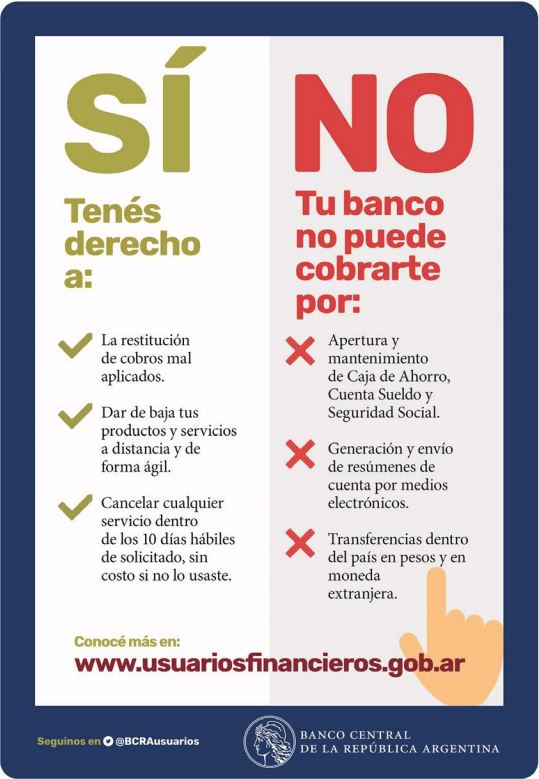 SÍ
Tenés
derecho
a:
La restitución
de cobros mal
aplicados.
Dar de baja tus
productos y servicios
a distancia y de
forma ágil.
Cancelar cualquier
servicio dentro
de los 10 días hábiles
de solicitado, sin
costo si no lo usaste.
NO
Tu banco
no puede
cobrarte
por:
Apertura y
mantenimiento
de Caja de Ahorro,
Cuenta Sueldo y
Seguridad Social.
Generación y envío
de resúmenes de
cuenta por medios
electrónicos.
Transferencias dentro
del país en pesos y en
moneda
extranjera.
Conocé más en:
www.usuariosfinancieros.gob.ar
Seguinos en @BCRAusuarios
BANCO CENTRAL
DE LA REPÚBLICA ARGENTINA